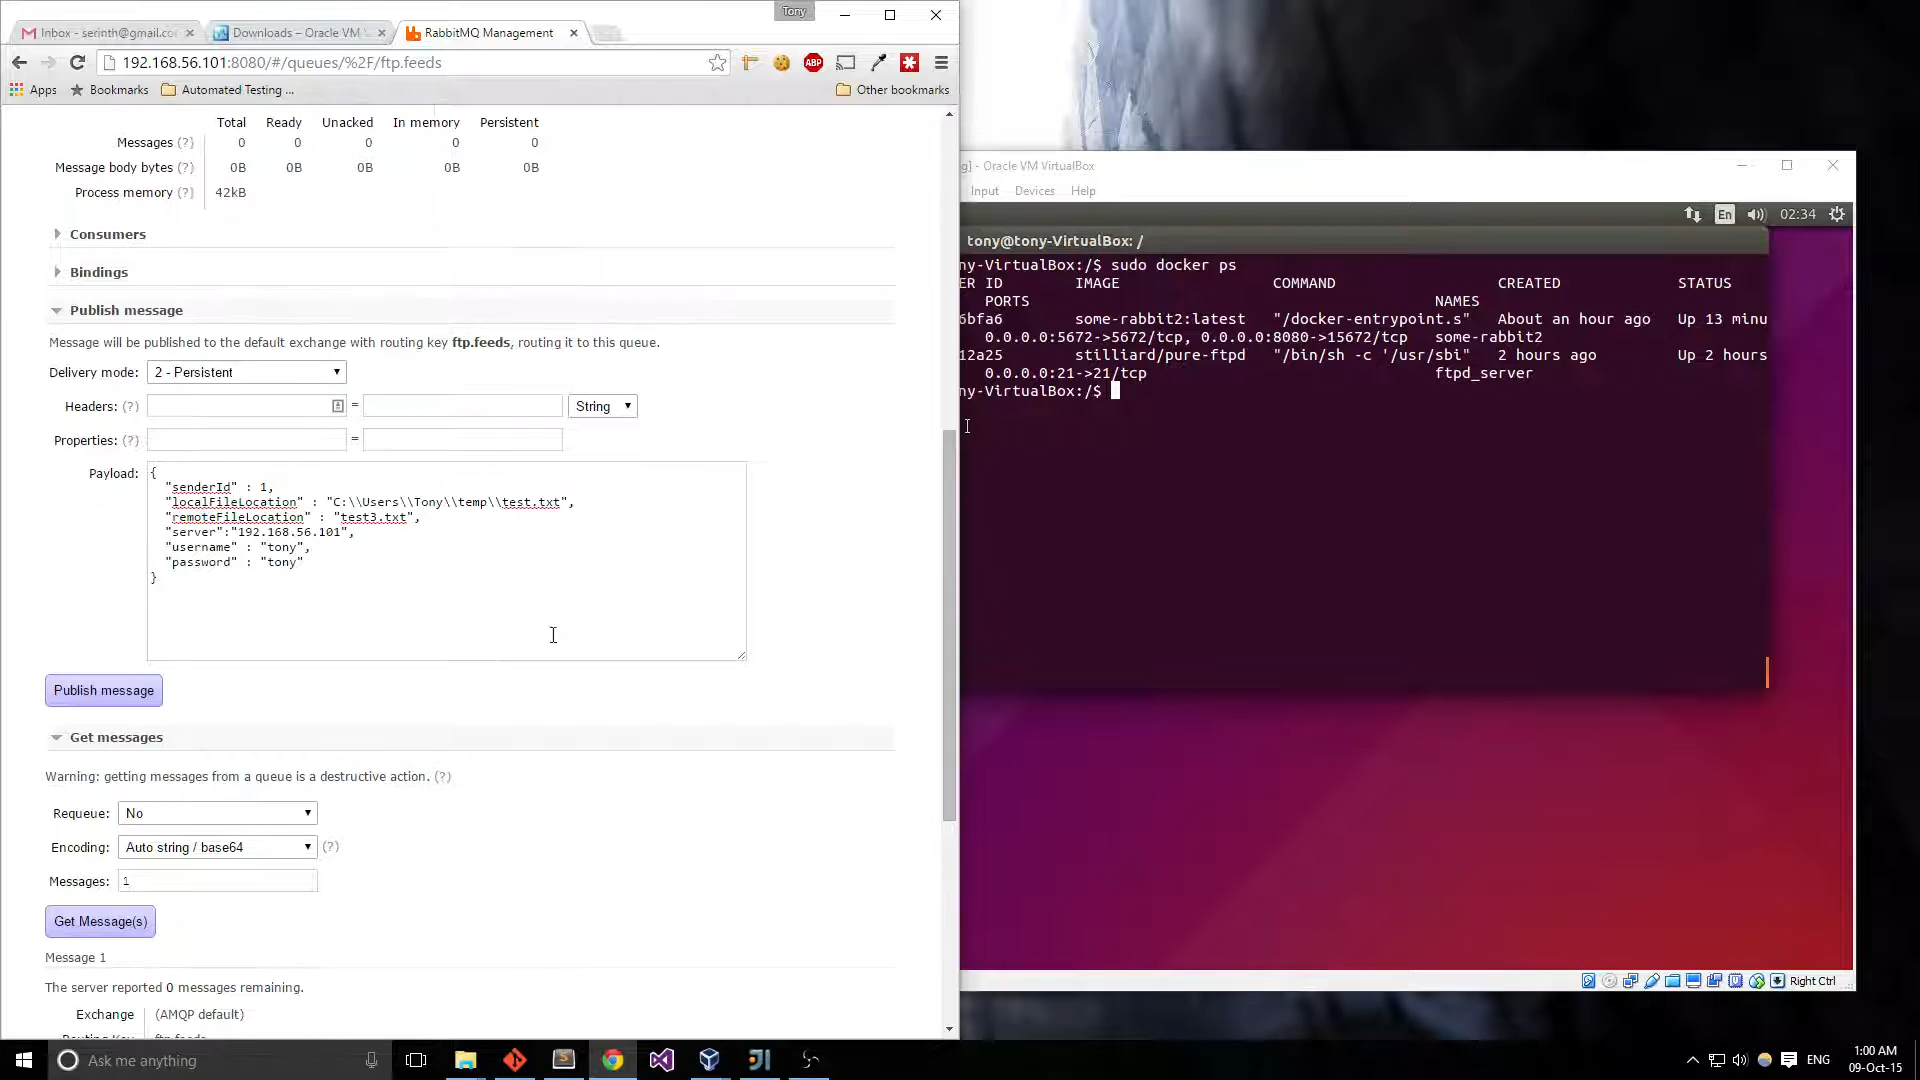 Tony
Inbox - serinth@gmail.co
Downloads – Oracle VM
RabbitMQ Management
192.168.56.101:8080/#/queues/%2F/ftp.feeds
ABP
Apps
Bookmarks
Automated Testing ...
Other bookmarks
Total Ready Unacked In memory Persistent
Messages (?) 0 0 0 0 0
Message body bytes (?) 0B 0B 0B 0B 0B
Process memory (?) 42kB
Consumers
Bindings
Publish message
Message will be published to the default exchange with routing key ftp.feeds, routing it to this queue.
Delivery mode: 2 - Persistent
Headers: (?) = String
Properties: (?) =
Payload:
{
"senderId" : 1,
"localFileLocation" : "C:\\Users\\Tony\\temp\\test.txt",
"remoteFileLocation" : "test3.txt",
"server":"192.168.56.101",
"username" : "tony",
"password" : "tony"
}
Publish message
Get messages
Warning: getting messages from a queue is a destructive action. (?)
Requeue: No
Encoding: Auto string / base64 (?)
Messages: 1
Get Message(s)
Message 1
The server reported 0 messages remaining.
Exchange (AMQP default)
g] - Oracle VM VirtualBox
Input Devices Help
En 02:34
tony@tony-VirtualBox: /
ny-VirtualBox:/$ sudo docker ps
ER ID IMAGE COMMAND CREATED STATUS
PORTS NAMES
6bfa6 some-rabbit2:latest "/docker-entrypoint.s" About an hour ago Up 13 minu
0.0.0.0:5672->5672/tcp, 0.0.0.0:8080->15672/tcp some-rabbit2
12a25 stilliard/pure-ftpd "/bin/sh -c '/usr/sbi" 2 hours ago Up 2 hours
0.0.0.0:21->21/tcp ftpd_server
ny-VirtualBox:/$
Right Ctrl
Ask me anything
ENG
1:00 AM
09-Oct-15